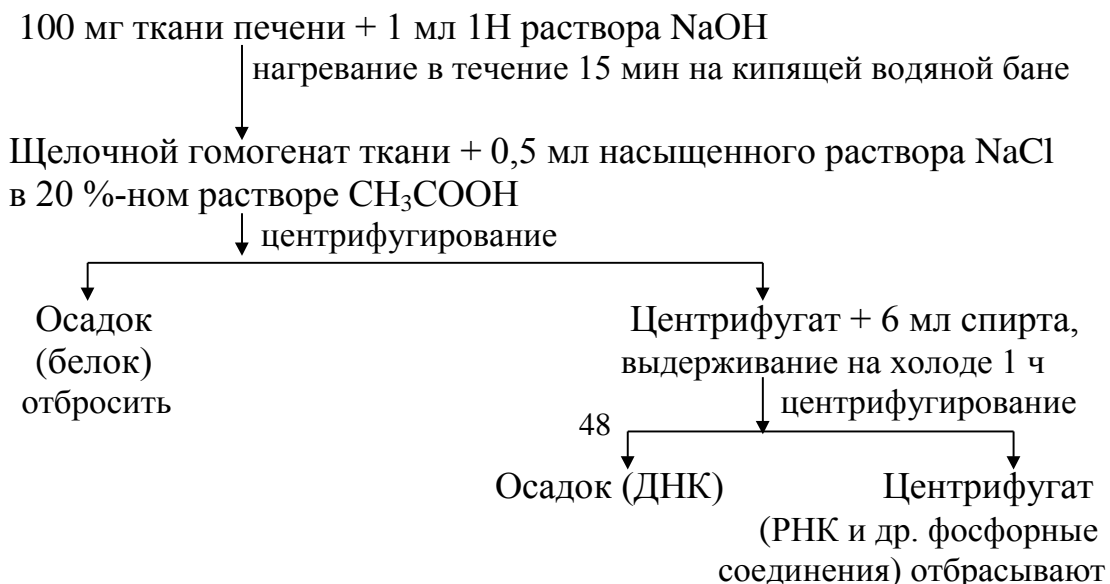 100 мг ткани печени + 1 мл 1Н раствора NaOH
нагревание в течение 15 мин на кипящей водяной бане
Щелочной гомогенат ткани + 0,5 мл насыщенного раствора NaCl
в 20 %-ном растворе CH₃COOH
центрифугирование
Осадок
(белок)
отбросить
Центрифугат + 6 мл спирта,
выдерживание на холоде 1 ч
центрифугирование
48
Осадок (ДНК)
Центрифугат
(РНК и др. фосфорные
соединения) отбрасывают